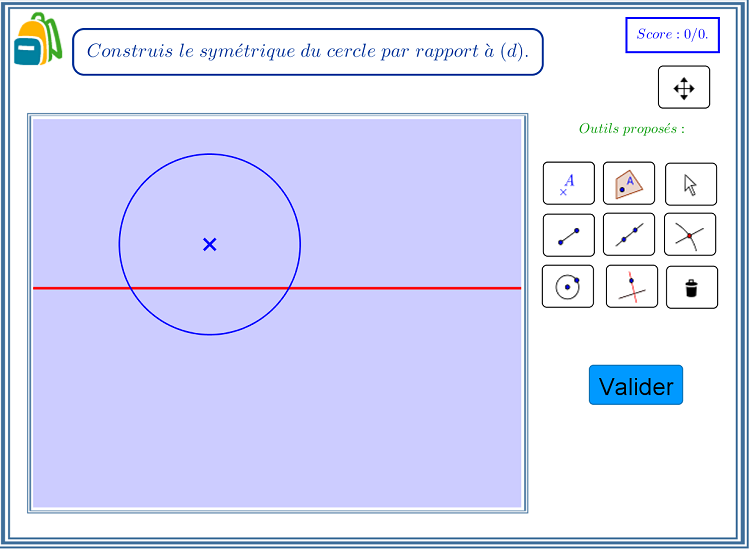 Construis le symétrique du cercle par rapport à (d).
Score : 0/0.
Outils proposés :
A
A
Valider